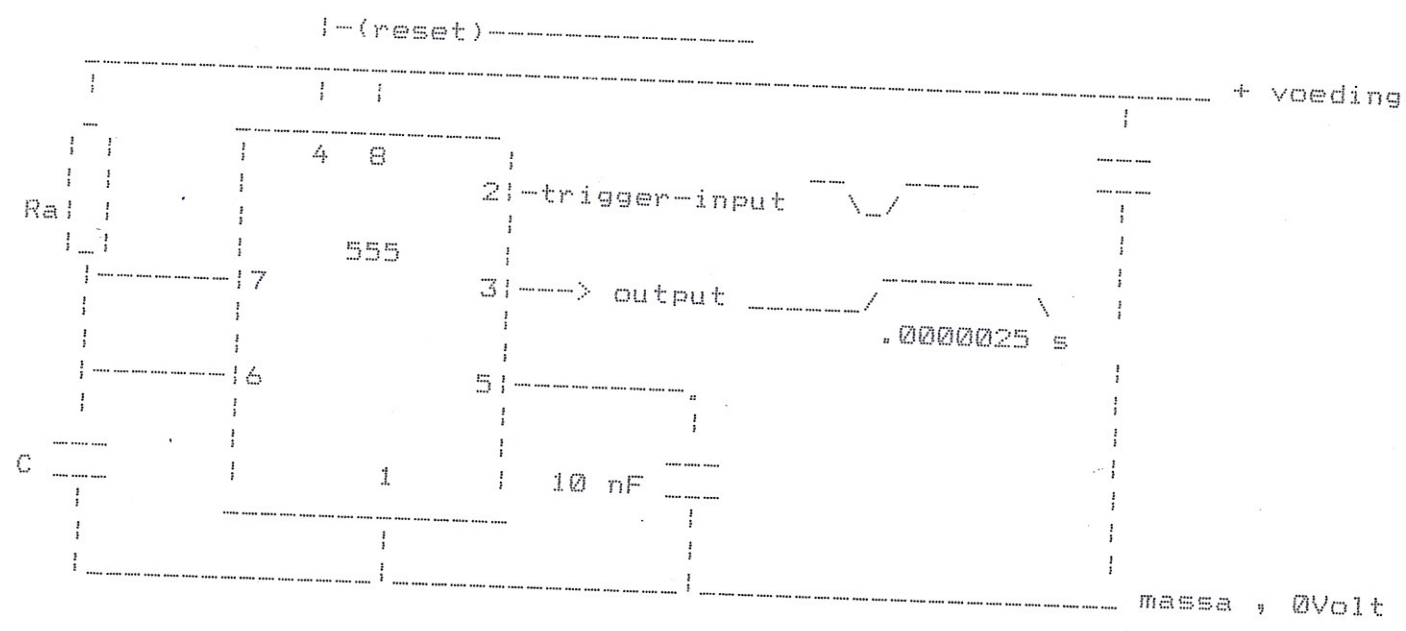 (reset)
+ voeding
4 8
2 trigger-input
Ra
555
7
3 output
.0000025 s
6
5
C
1
10 nF
massa , 0Volt